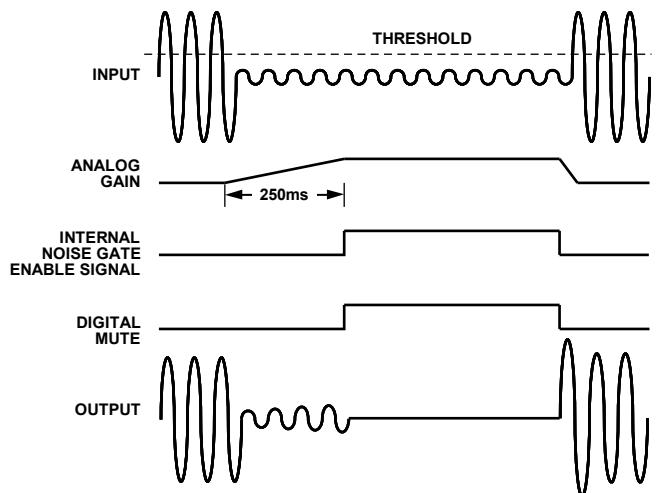 THRESHOLD
INPUT
ANALOG
GAIN
250ms
INTERNAL
NOISE GATE
ENABLE SIGNAL
DIGITAL
MUTE
OUTPUT